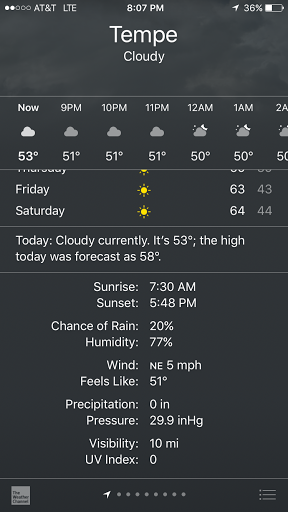 AT&T LTE 8:07 PM 36%
Tempe
Cloudy
Now 9PM 10PM 11PM 12AM 1AM 2A
53° 51° 51° 51° 50° 50° 50
Thursday
Friday 63 43
Saturday 64 44
Today: Cloudy currently. It's 53°; the high
today was forecast as 58°.
Sunrise: 7:30 AM
Sunset: 5:48 PM
Chance of Rain: 20%
Humidity: 77%
Wind: NE 5 mph
Feels Like: 51°
Precipitation: 0 in
Pressure: 29.9 inHg
Visibility: 10 mi
UV Index: 0
The
Weather
Channel